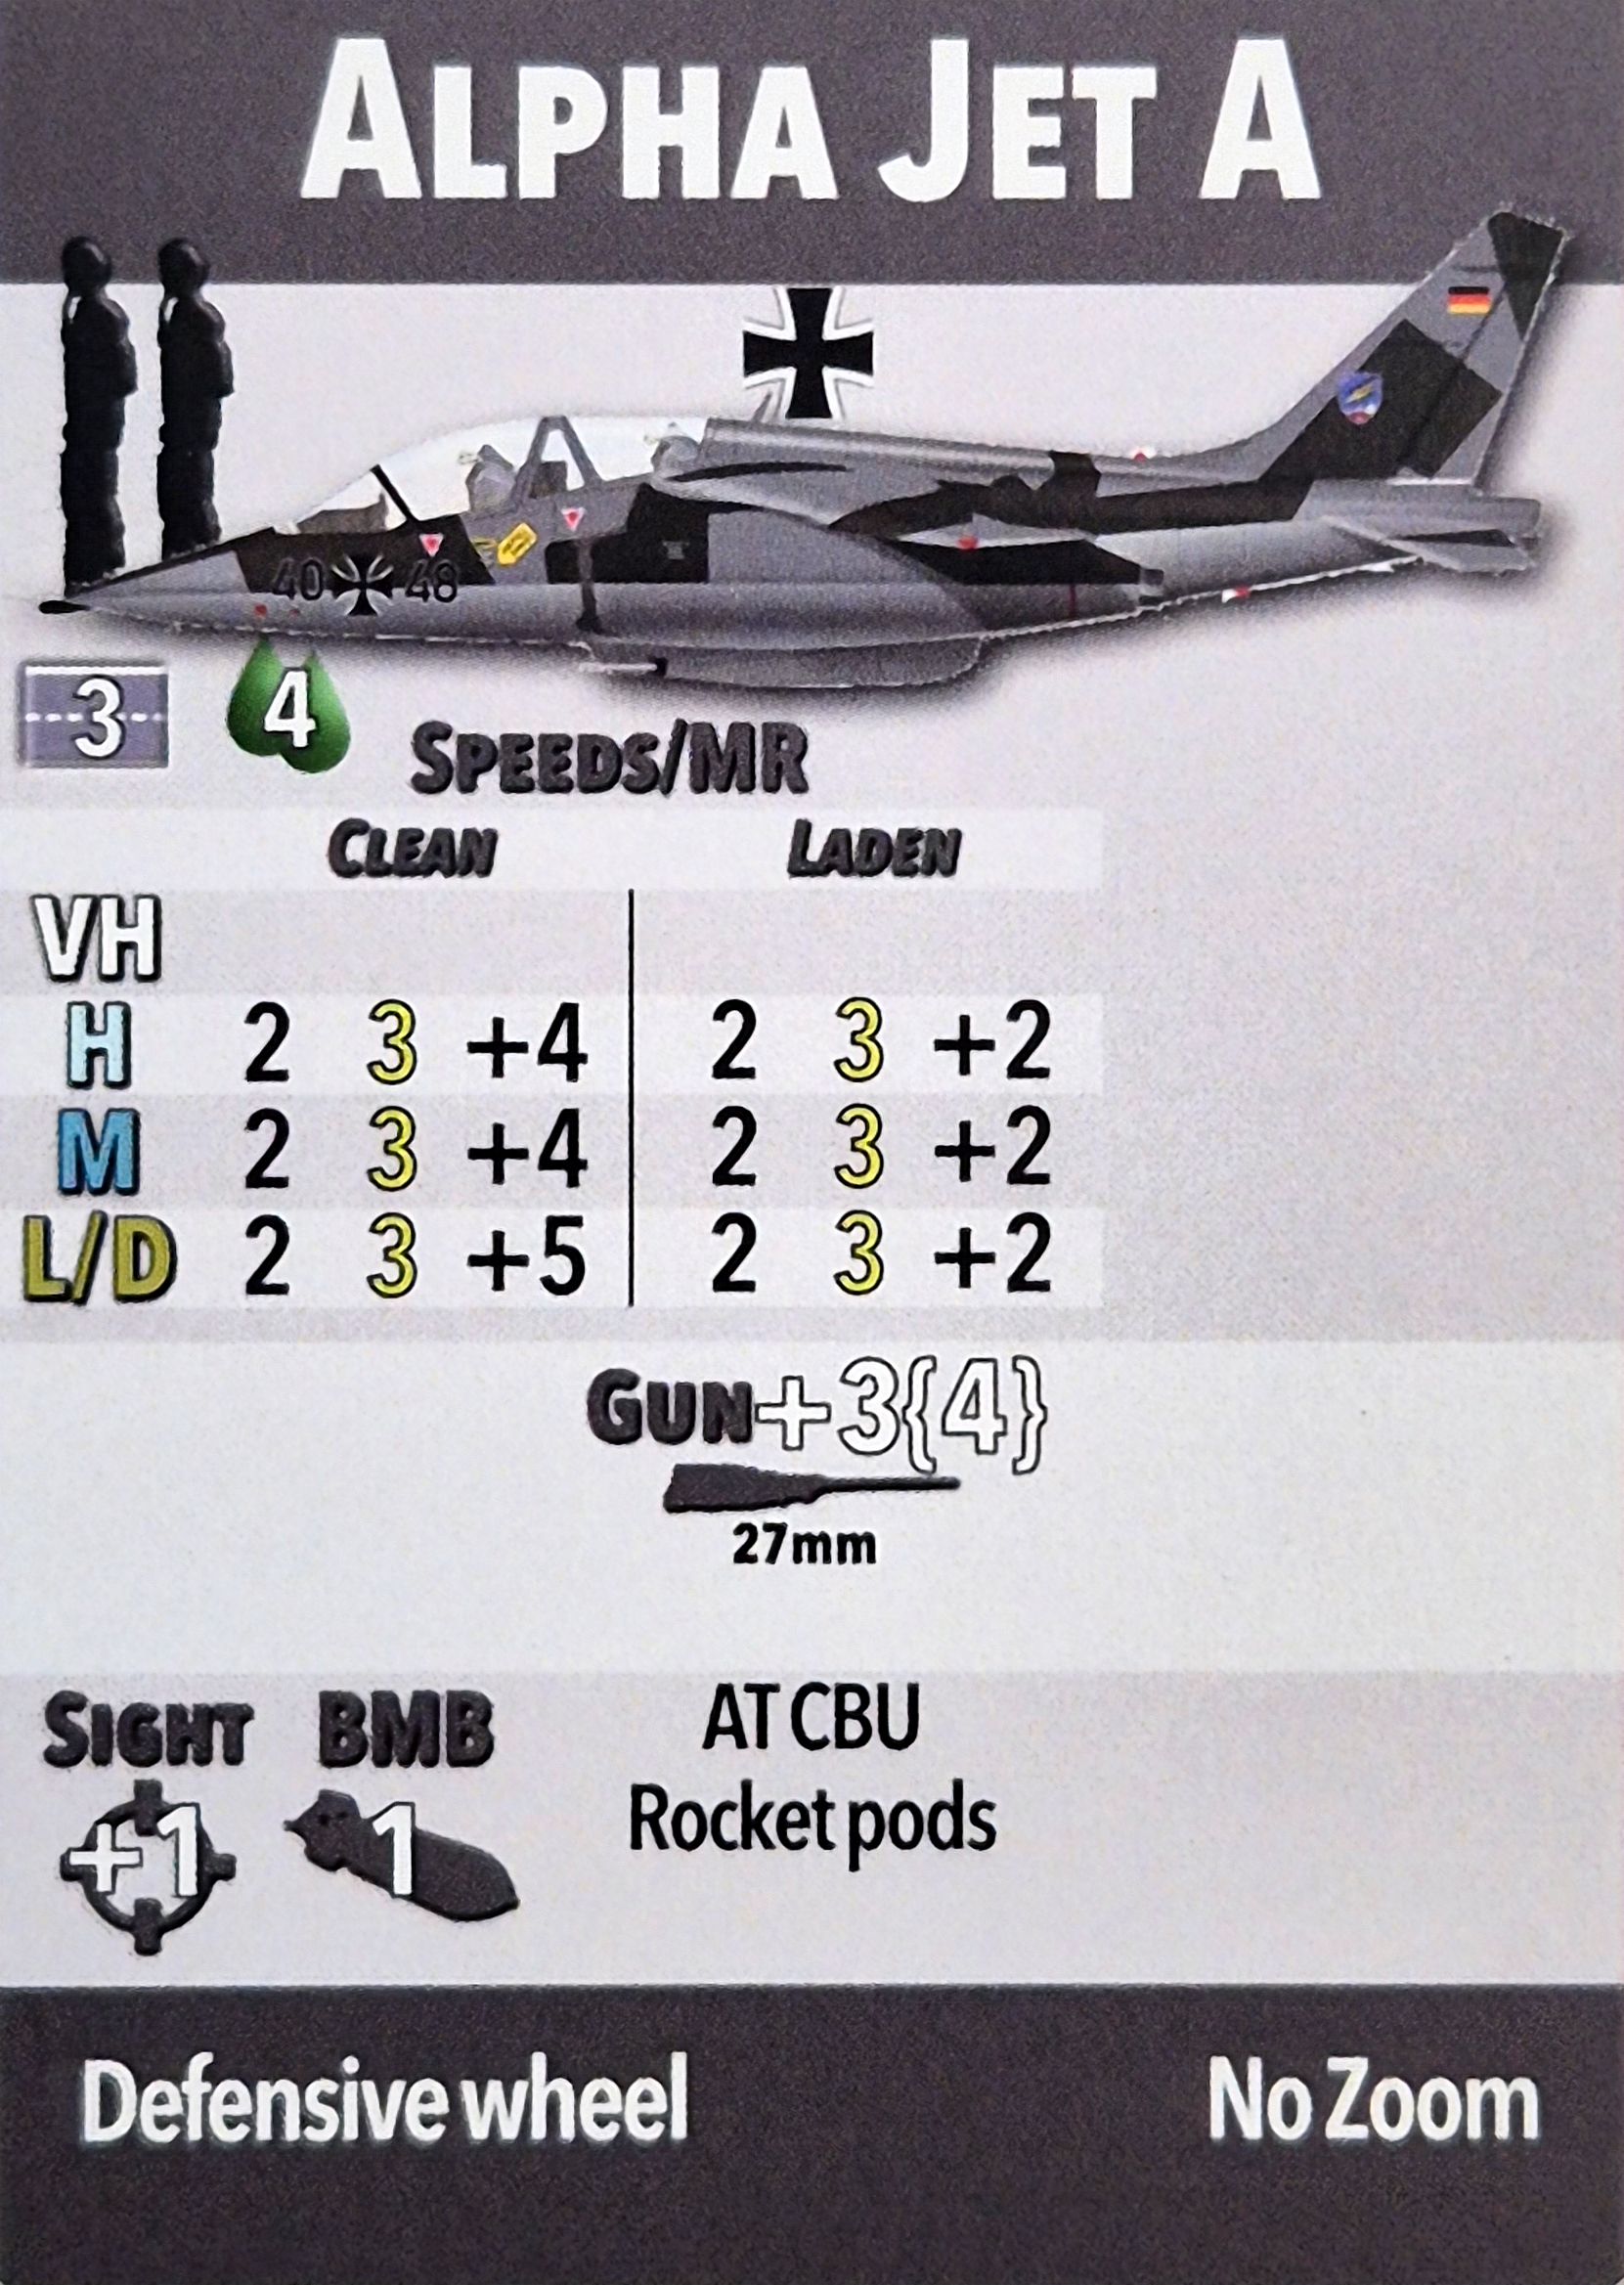 ALPHA JET A
40 48
3 4
SPEEDS/MR
CLEAN LADEN
VH
H 2 3 +4 2 3 +2
M 2 3 +4 2 3 +2
L/D 2 3 +5 2 3 +2
GUN+3{4}
27mm
SIGHT BMB AT CBU
+1 1 Rocket pods
Defensive wheel No Zoom